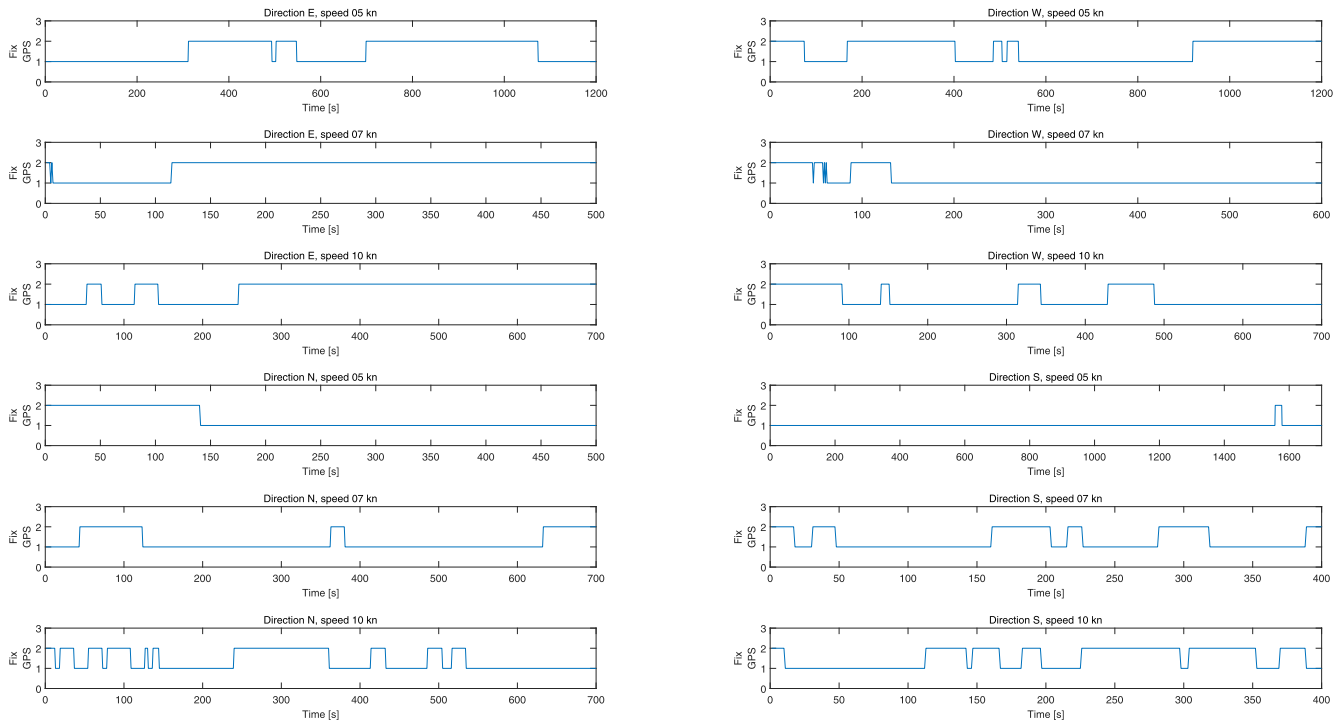 Direction E, speed 05 kn
Fix
GPS
3
2
1
0
0 200 400 600 800 1000 1200
Time [s]
Direction W, speed 05 kn
Fix
GPS
3
2
1
0
0 200 400 600 800 1000 1200
Time [s]
Direction E, speed 07 kn
Fix
GPS
3
2
1
0
0 50 100 150 200 250 300 350 400 450 500
Time [s]
Direction W, speed 07 kn
Fix
GPS
3
2
1
0
0 100 200 300 400 500 600
Time [s]
Direction E, speed 10 kn
Fix
GPS
3
2
1
0
0 100 200 300 400 500 600 700
Time [s]
Direction W, speed 10 kn
Fix
GPS
3
2
1
0
0 100 200 300 400 500 600 700
Time [s]
Direction N, speed 05 kn
Fix
GPS
3
2
1
0
0 50 100 150 200 250 300 350 400 450 500
Time [s]
Direction S, speed 05 kn
Fix
GPS
3
2
1
0
0 200 400 600 800 1000 1200 1400 1600
Time [s]
Direction N, speed 07 kn
Fix
GPS
3
2
1
0
0 100 200 300 400 500 600 700
Time [s]
Direction S, speed 07 kn
Fix
GPS
3
2
1
0
0 50 100 150 200 250 300 350 400
Time [s]
Direction N, speed 10 kn
Fix
GPS
3
2
1
0
0 100 200 300 400 500 600 700
Time [s]
Direction S, speed 10 kn
Fix
GPS
3
2
1
0
0 50 100 150 200 250 300 350 400
Time [s]